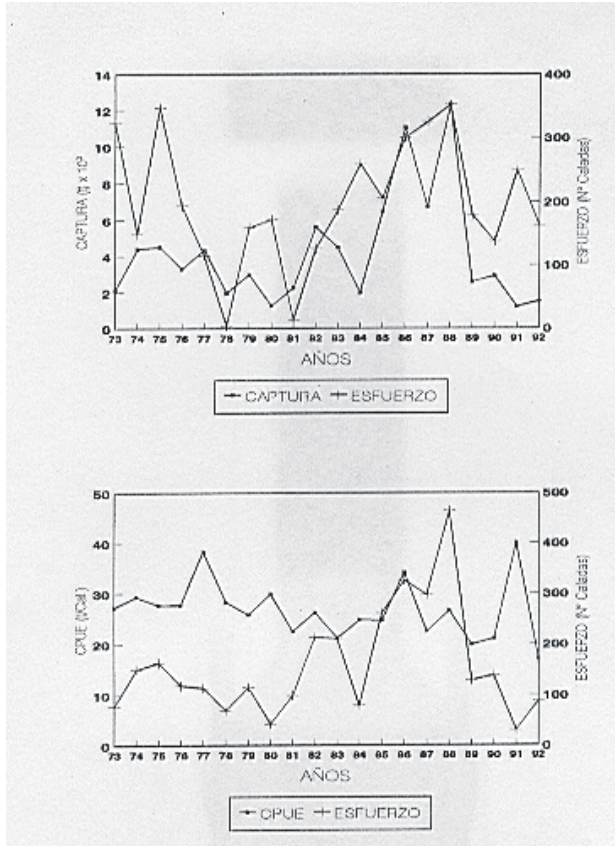 14
12
10
8
6
4
2
0
CAPTURA (t) x 10³
400
300
200
100
0
ESFUERZO (Nº Caladas)
73 74 75 76 77 78 79 80 81 82 83 84 85 86 87 88 89 90 91 92
AÑOS
CAPTURA ESFUERZO
50
40
30
20
10
0
CPUE (t/Cal.)
500
400
300
200
100
0
ESFUERZO (Nº Caladas)
73 74 75 76 77 78 79 80 81 82 83 84 85 86 87 88 89 90 91 92
AÑOS
CPUE ESFUERZO